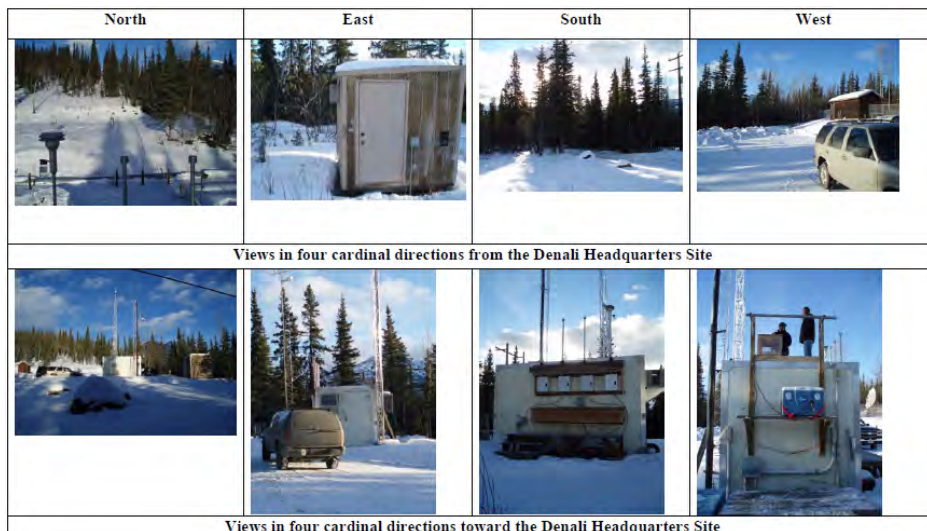 North East South West
Views in four cardinal directions from the Denali Headquarters Site
Views in four cardinal directions toward the Denali Headquarters Site